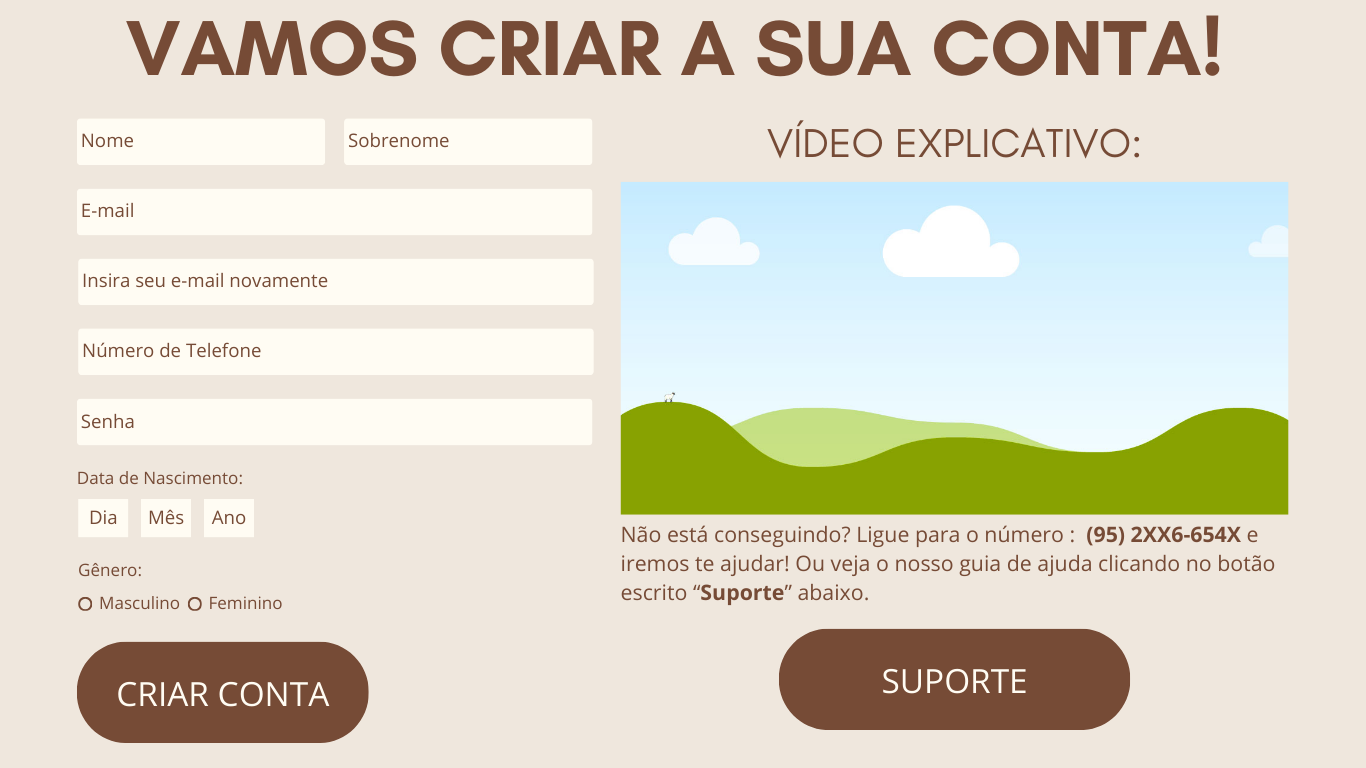 VAMOS CRIAR A SUA CONTA!
Nome
Sobrenome
E-mail
Insira seu e-mail novamente
Número de Telefone
Senha
Data de Nascimento:
Dia
Mês
Ano
Gênero:
Masculino
Feminino
CRIAR CONTA
VÍDEO EXPLICATIVO:
Não está conseguindo? Ligue para o número : (95) 2XX6-654X e
iremos te ajudar! Ou veja o nosso guia de ajuda clicando no botão
escrito “Suporte” abaixo.
SUPORTE